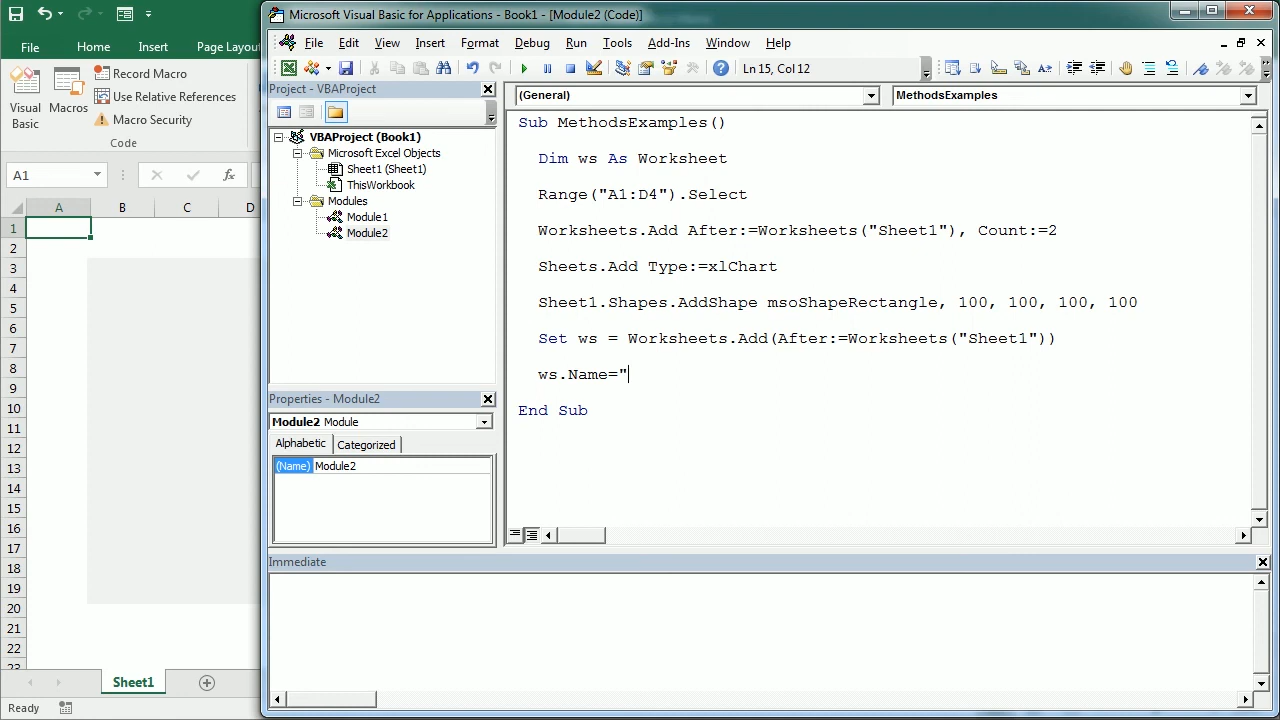 Microsoft Visual Basic for Applications - Book1 - [Module2 (Code)]
File Home Insert Page Layou
Record Macro
Use Relative References
Macro Security
Visual Basic
Macros
Code
A1
fx
A B C D
1
2
3
4
5
6
7
8
9
10
11
12
13
14
15
16
17
18
19
20
21
22
23
Sheet1
Ready
File Edit View Insert Format Debug Run Tools Add-Ins Window Help
Ln 15, Col 12
Project - VBAProject
VBAProject (Book1)
Microsoft Excel Objects
Sheet1 (Sheet1)
ThisWorkbook
Modules
Module1
Module2
Properties - Module2
Module2 Module
Alphabetic Categorized
(Name) Module2
(General) MethodsExamples
Sub MethodsExamples()
Dim ws As Worksheet
Range("A1:D4").Select
Worksheets.Add After:=Worksheets("Sheet1"), Count:=2
Sheets.Add Type:=xlChart
Sheet1.Shapes.AddShape msoShapeRectangle, 100, 100, 100, 100
Set ws = Worksheets.Add(After:=Worksheets("Sheet1"))
ws.Name="
End Sub
Immediate